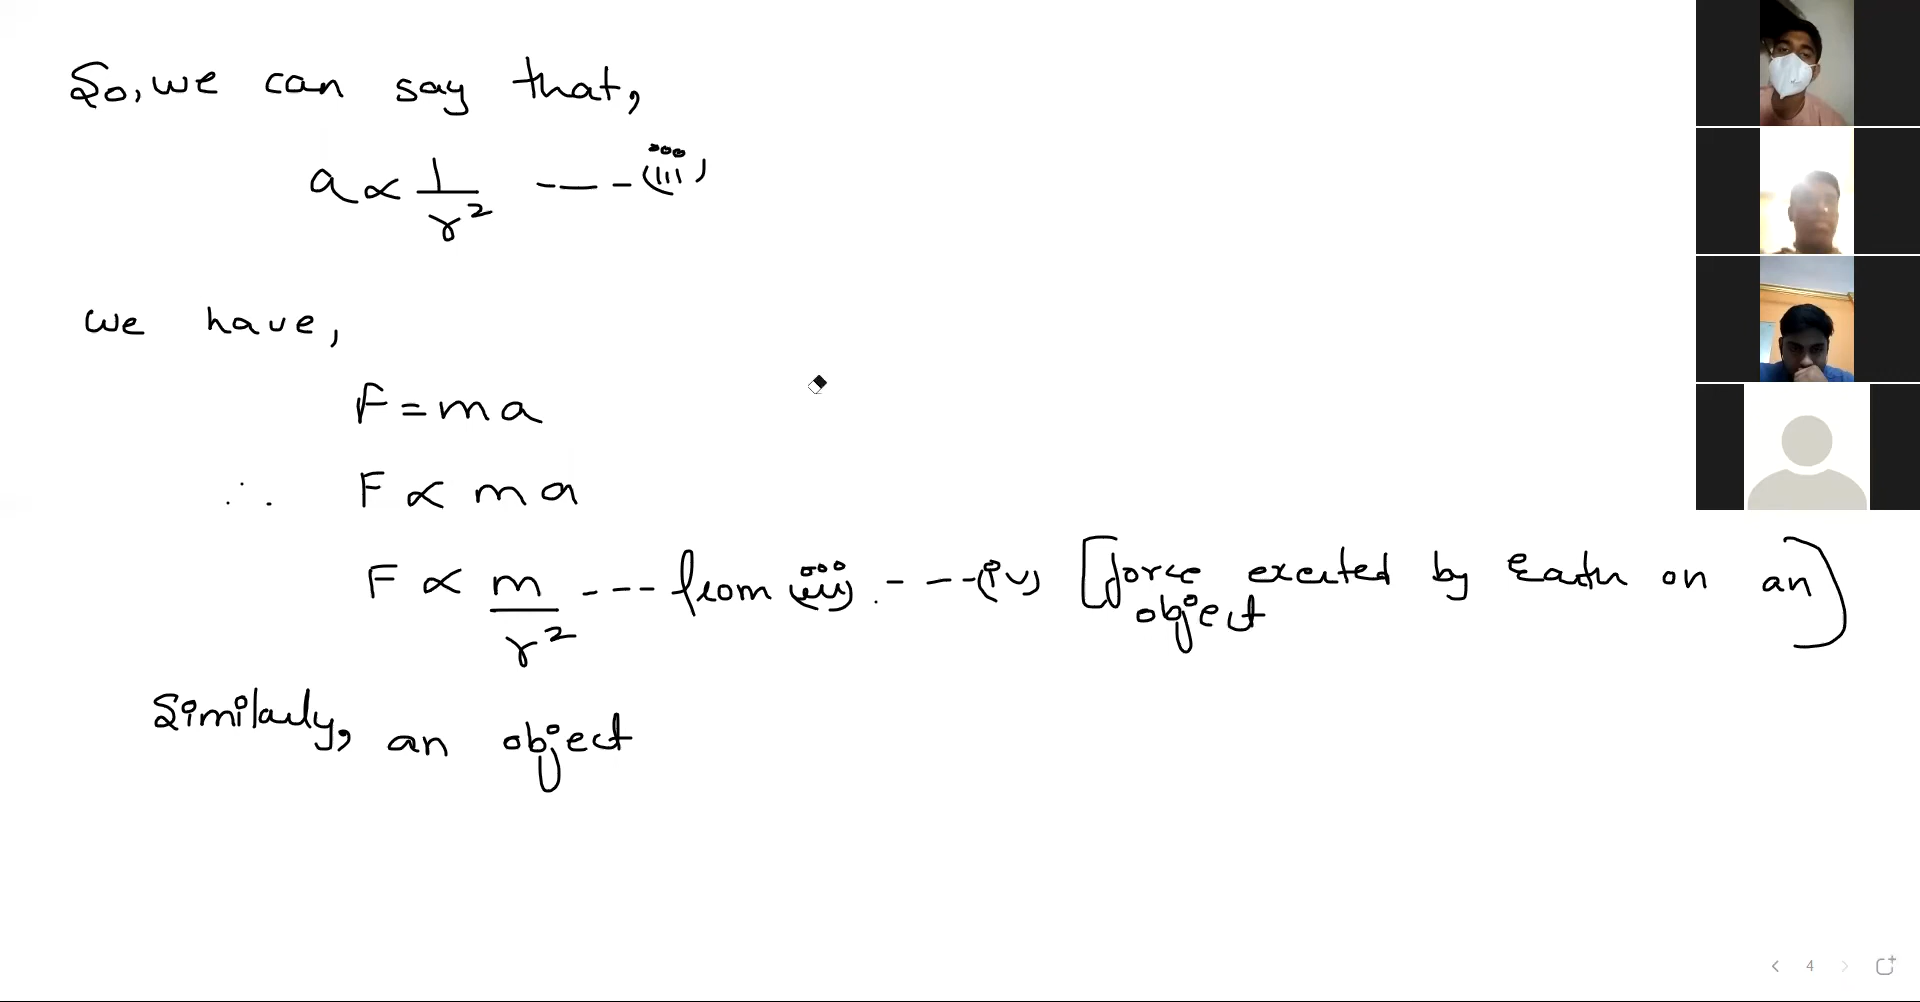 So, we can say that,
a ∝ 1/r² ---- (iii)
we have,
F = ma
∴ F ∝ ma
F ∝ m/r² --- from (iii) . - --(iv) [force exerted by Earth on an
object]
Similarly, an object
4